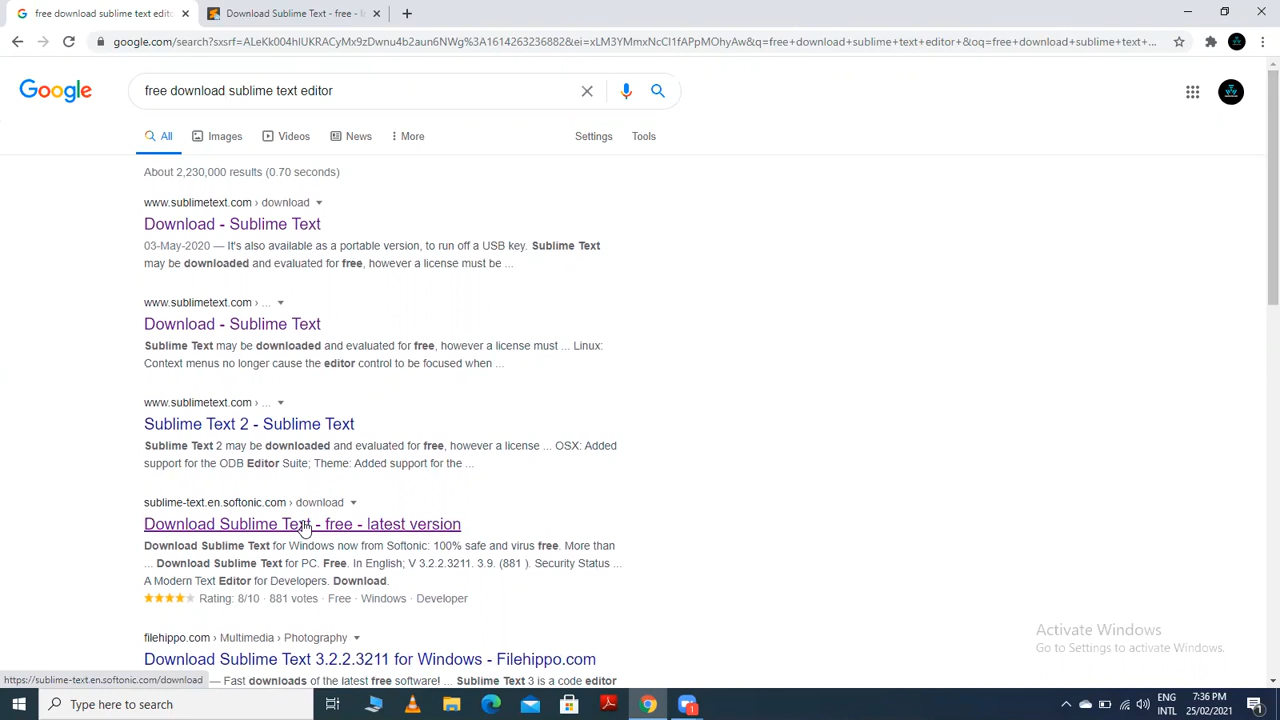 free download sublime text edito
Download Sublime Text - free - l
google.com/search?sxsrf=ALeKk004hIUKRACyMx9zDwnu4b2aun6NWg%3A1614263236882&ei=xLM3YMmxNcCl1fAPpMOhyAw&q=free+download+sublime+text+editor+&oq=free+download+sublime+text+...
Google
free download sublime text editor
All
Images
Videos
News
More
Settings
Tools
About 2,230,000 results (0.70 seconds)
www.sublimetext.com › download
Download - Sublime Text
03-May-2020 — It's also available as a portable version, to run off a USB key. Sublime Text
may be downloaded and evaluated for free, however a license must be ...
www.sublimetext.com › ...
Download - Sublime Text
Sublime Text may be downloaded and evaluated for free, however a license must ... Linux:
Context menus no longer cause the editor control to be focused when ...
www.sublimetext.com › ...
Sublime Text 2 - Sublime Text
Sublime Text 2 may be downloaded and evaluated for free, however a license ... OSX: Added
support for the ODB Editor Suite; Theme: Added support for the ...
sublime-text.en.softonic.com › download
Download Sublime Text - free - latest version
Download Sublime Text for Windows now from Softonic: 100% safe and virus free. More than
... Download Sublime Text for PC. Free. In English; V 3.2.2.3211. 3.9. (881 ). Security Status ...
A Modern Text Editor for Developers. Download.
Rating: 8/10 · 881 votes · Free · Windows · Developer
filehippo.com › Multimedia › Photography
Download Sublime Text 3.2.2.3211 for Windows - Filehippo.com
— Fast downloads of the latest free software! ... Sublime Text 3 is a code editor
https://sublime-text.en.softonic.com/download
Activate Windows
Go to Settings to activate Windows.
Type here to search
1
ENG
INTL
7:36 PM
25/02/2021
1